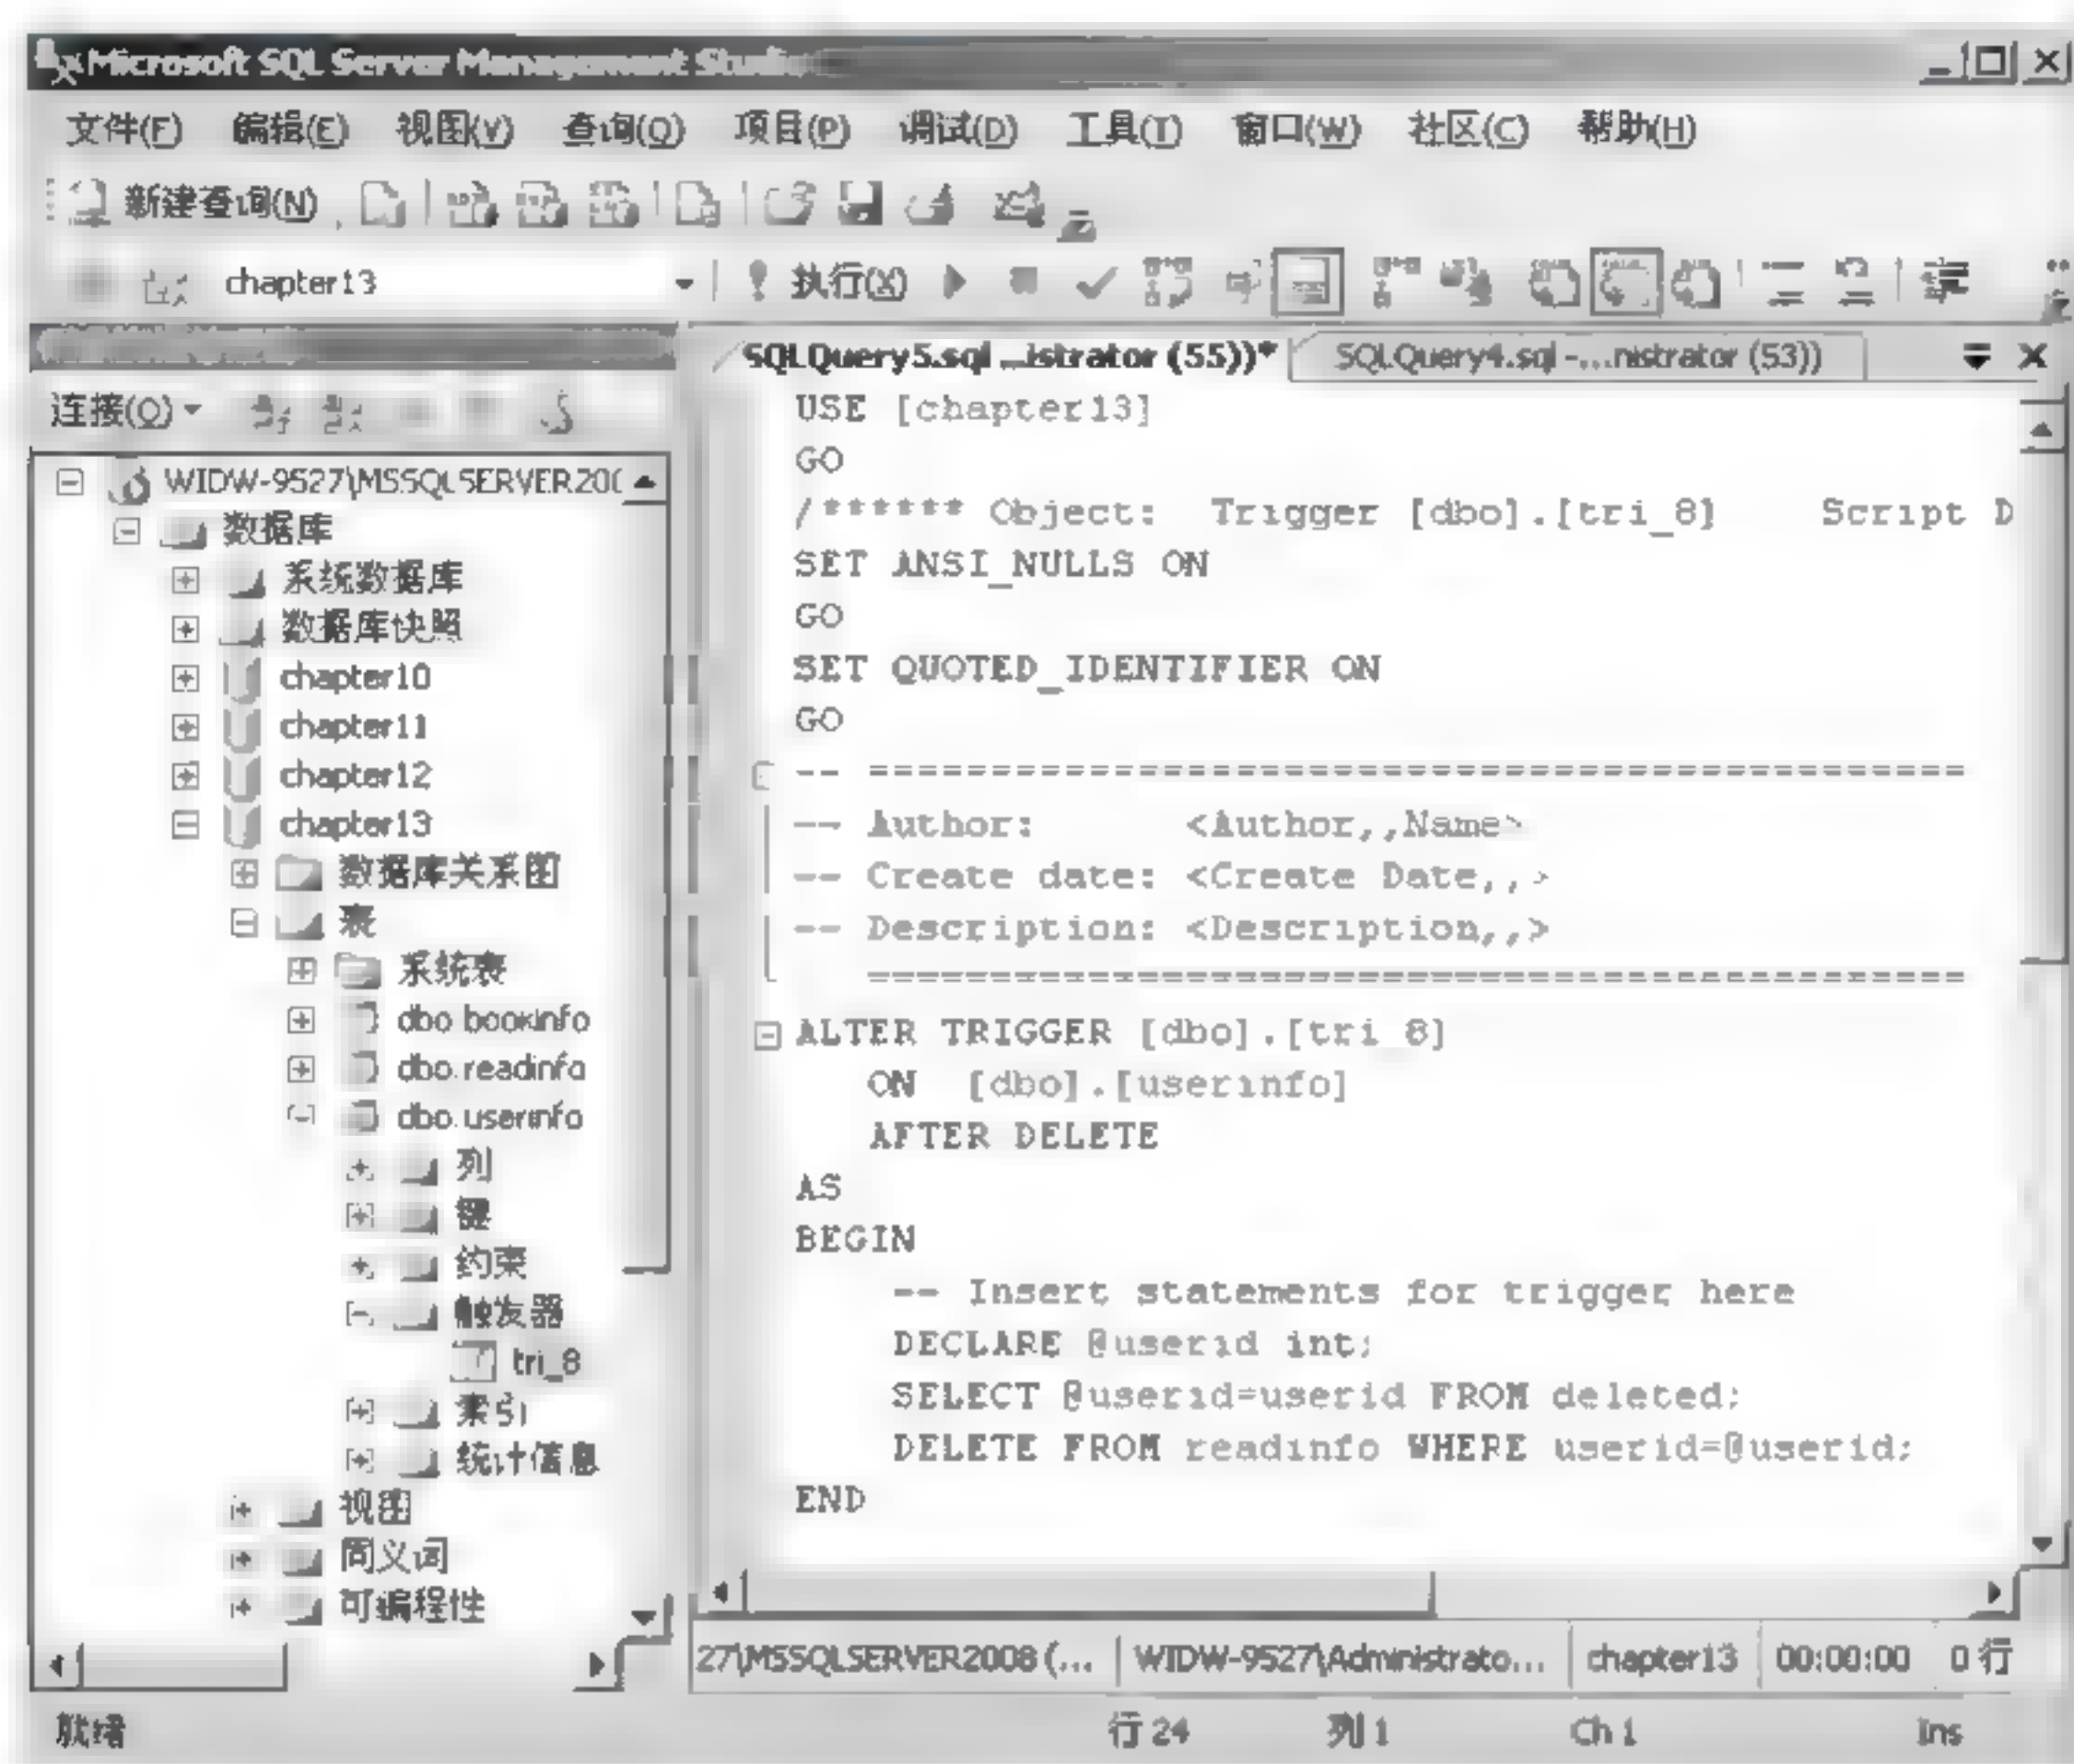 Microsoft SQL Server Management Studio
文件(F) 编辑(E) 视图(V) 查询(Q) 项目(P) 调试(D) 工具(T) 窗口(W) 社区(C) 帮助(H)
新建查询(N)
chapter13 执行(X)
SQLQuery5.sql ...istrator (55))* SQLQuery4.sql -...nistrator (53))
连接(O)
WIDW-9527\MSSQLSERVER200
数据库
系统数据库
数据库快照
chapter10
chapter11
chapter12
chapter13
数据库关系图
表
系统表
dbo.bookinfo
dbo.readinfo
dbo.userinfo
列
键
约束
触发器
tri_8
索引
统计信息
视图
同义词
可编程性
USE [chapter13]
GO
/****** Object:  Trigger [dbo].[tri_8]    Script D
SET ANSI_NULLS ON
GO
SET QUOTED_IDENTIFIER ON
GO
-- =============================================
-- Author:      <Author,,Name>
-- Create date: <Create Date,,>
-- Description: <Description,,>
=============================================
ALTER TRIGGER [dbo].[tri_8]
ON  [dbo].[userinfo]
AFTER DELETE
AS
BEGIN
-- Insert statements for trigger here
DECLARE @userid int;
SELECT @userid=userid FROM deleted;
DELETE FROM readinfo WHERE userid=@userid;
END
27\MSSQLSERVER2008 (... WIDW-9527\Administrato... chapter13 00:00:00 0 行
就绪 行 24 列 1 Ch 1 Ins